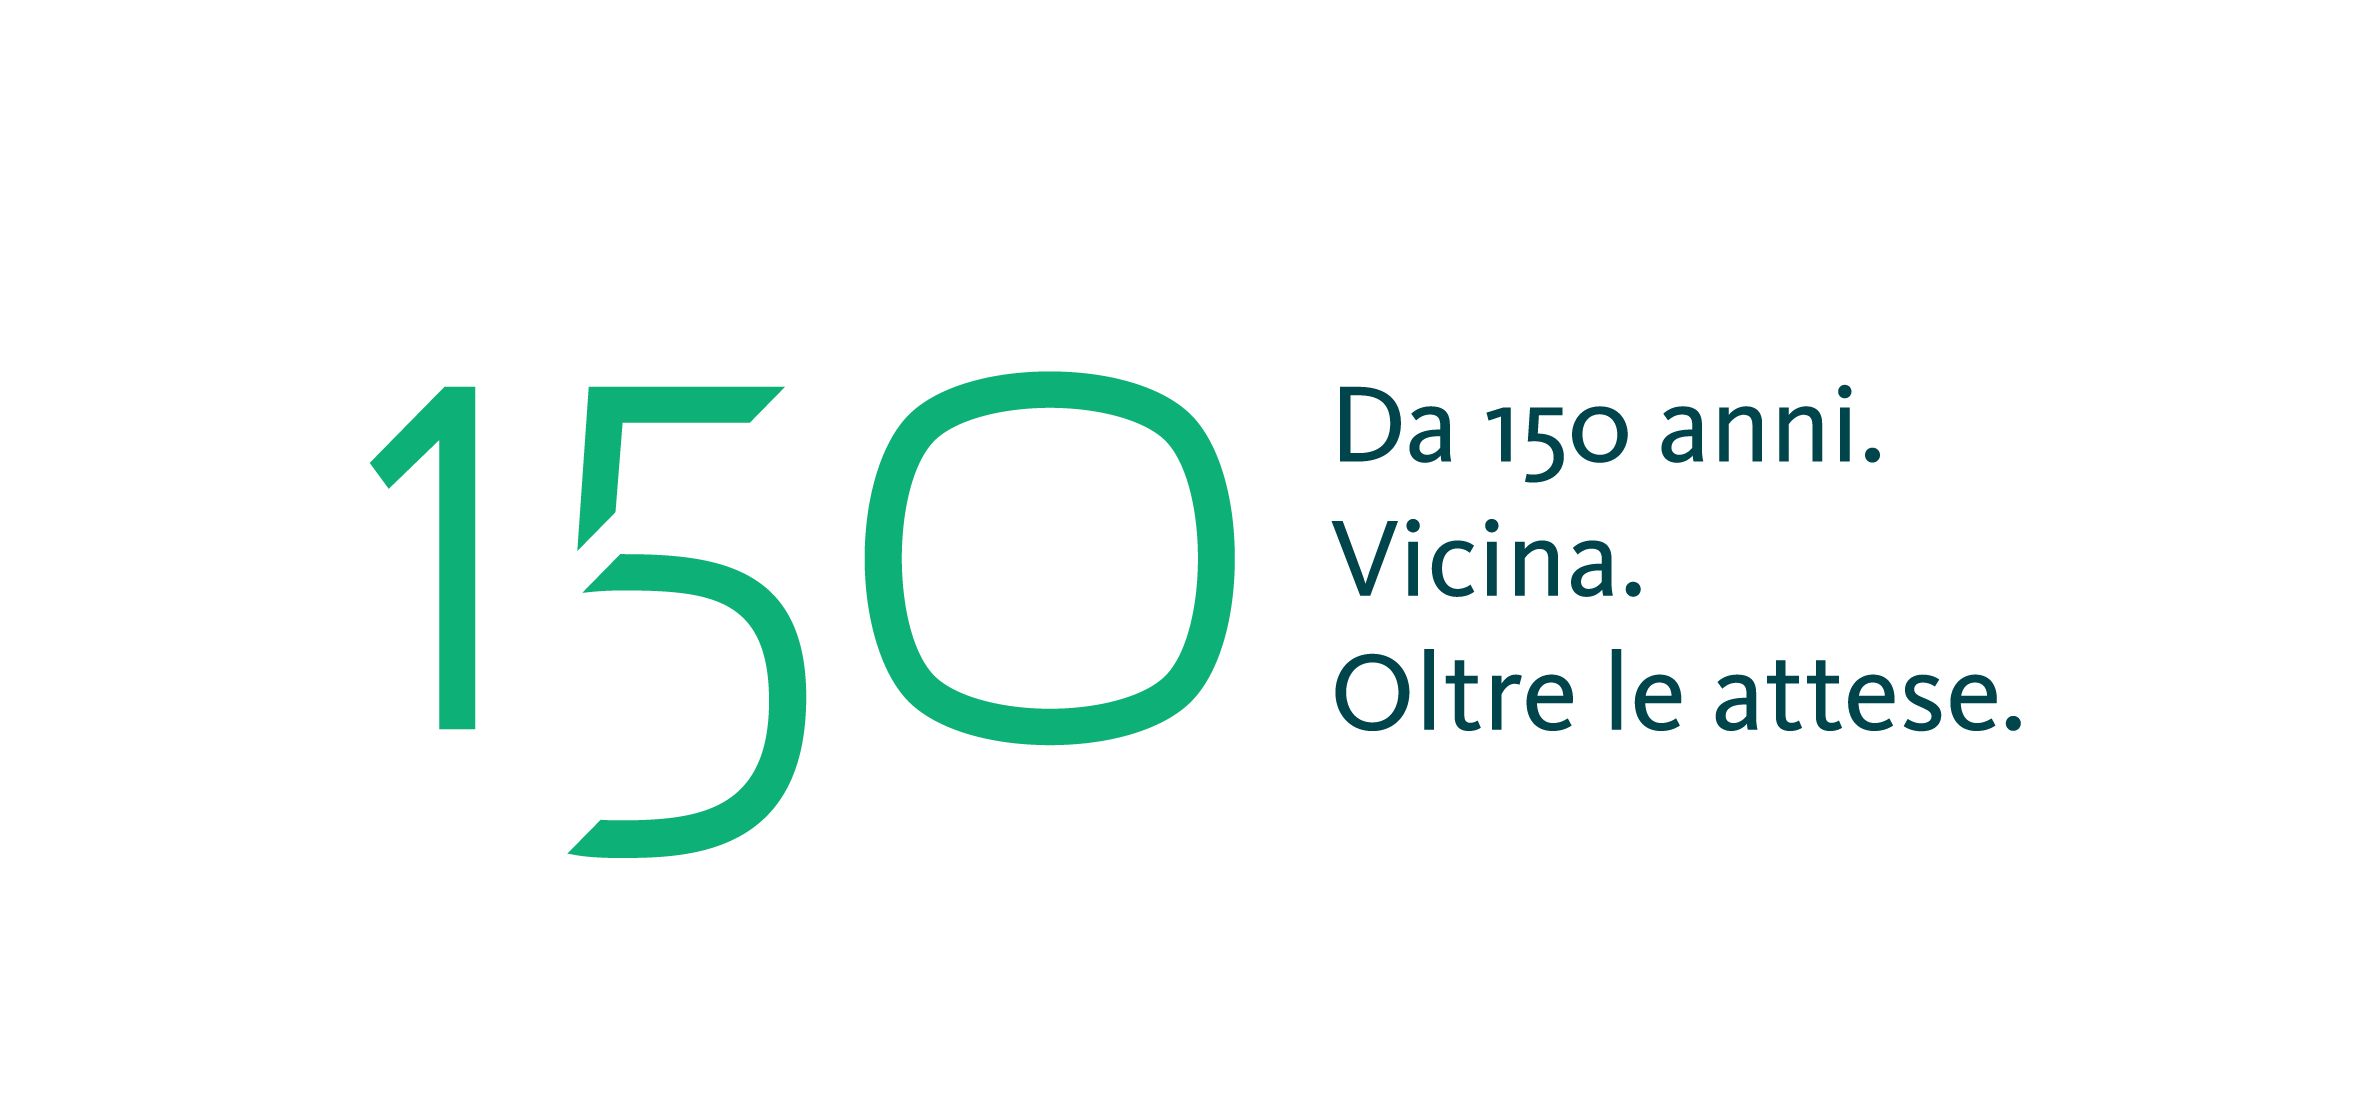 150
Da 150 anni.
Vicina.
Oltre le attese.